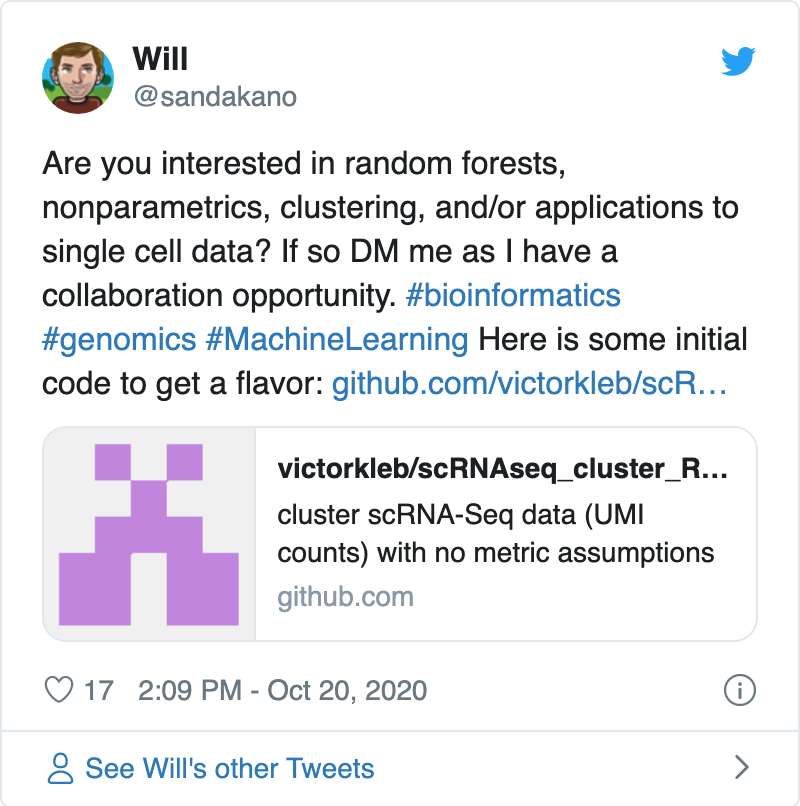 Will
@sandakano
Are you interested in random forests,
nonparametrics, clustering, and/or applications to
single cell data? If so DM me as I have a
collaboration opportunity. #bioinformatics
#genomics #MachineLearning Here is some initial
code to get a flavor: github.com/victorkleb/scR…
victorkleb/scRNAseq_cluster_R…
cluster scRNA-Seq data (UMI
counts) with no metric assumptions
github.com
17 2:09 PM - Oct 20, 2020
See Will's other Tweets